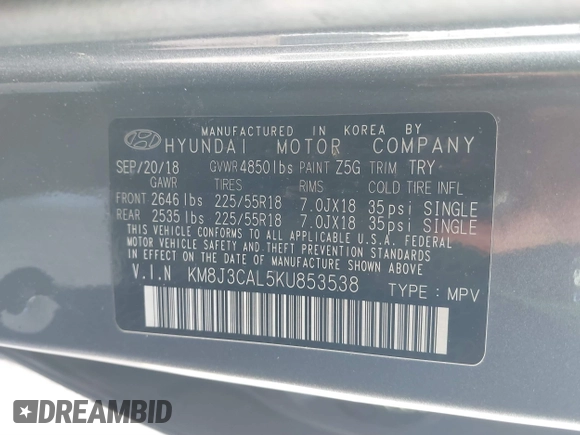 MANUFACTURED IN KOREA BY
HYUNDAI MOTOR COMPANY
SEP/20/18 GVWR 4850lbs PAINT Z5G TRIM TRY
GAWR TIRES RIMS COLD TIRE INFL
FRONT 2646 lbs 225/55R18 7.0JX18 35psi SINGLE
REAR 2535 lbs 225/55R18 7.0JX18 35psi SINGLE
THIS VEHICLE CONFORMS TO ALL APPLICABLE U.S.A. FEDERAL
MOTOR VEHICLE SAFETY, BUMPER, AND THEFT PREVENTION
STANDARDS IN EFFECT ON THE DATE OF MANUFACTURE
SHOWN ABOVE.
V.I.N KM8J3CAL5KU853538 TYPE : MPV
DREAMBID